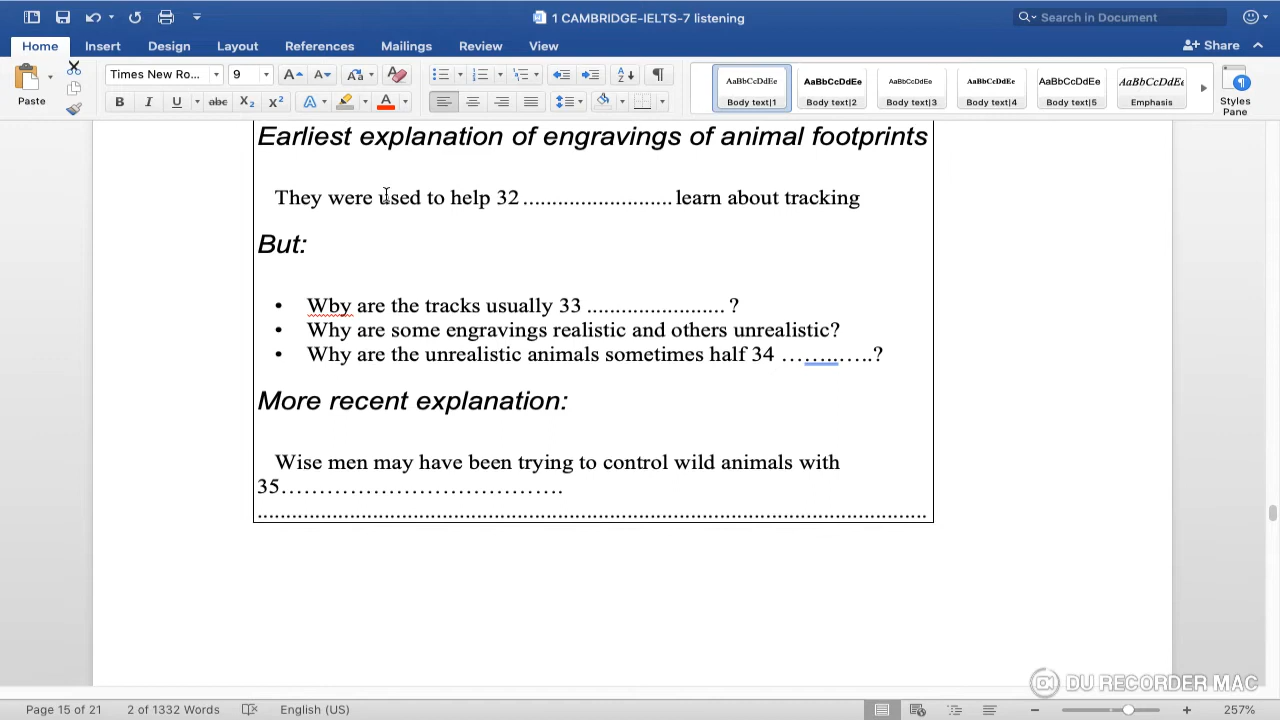 1 CAMBRIDGE-IELTS-7 listening
Search in Document
Home Insert Design Layout References Mailings Review View Share
Paste
Times New Ro... 9
B I U abc X2 X2 A A
AaBbCcDdEe AaBbCcDdEe AaBbCcDdEe AaBbCcDdEe AaBbCcDdEe AaBbCcDdEe
Body text|1 Body text|2 Body text|3 Body text|4 Body text|5 Emphasis
Styles
Pane
Earliest explanation of engravings of animal footprints
They were used to help 32 .......................... learn about tracking
But:
• Wby are the tracks usually 33 ........................ ?
• Why are some engravings realistic and others unrealistic?
• Why are the unrealistic animals sometimes half 34 ……..…..?
More recent explanation:
Wise men may have been trying to control wild animals with
35……………………………….
....................................................................................................................
DU RECORDER MAC
Page 15 of 21 2 of 1332 Words English (US) 257%